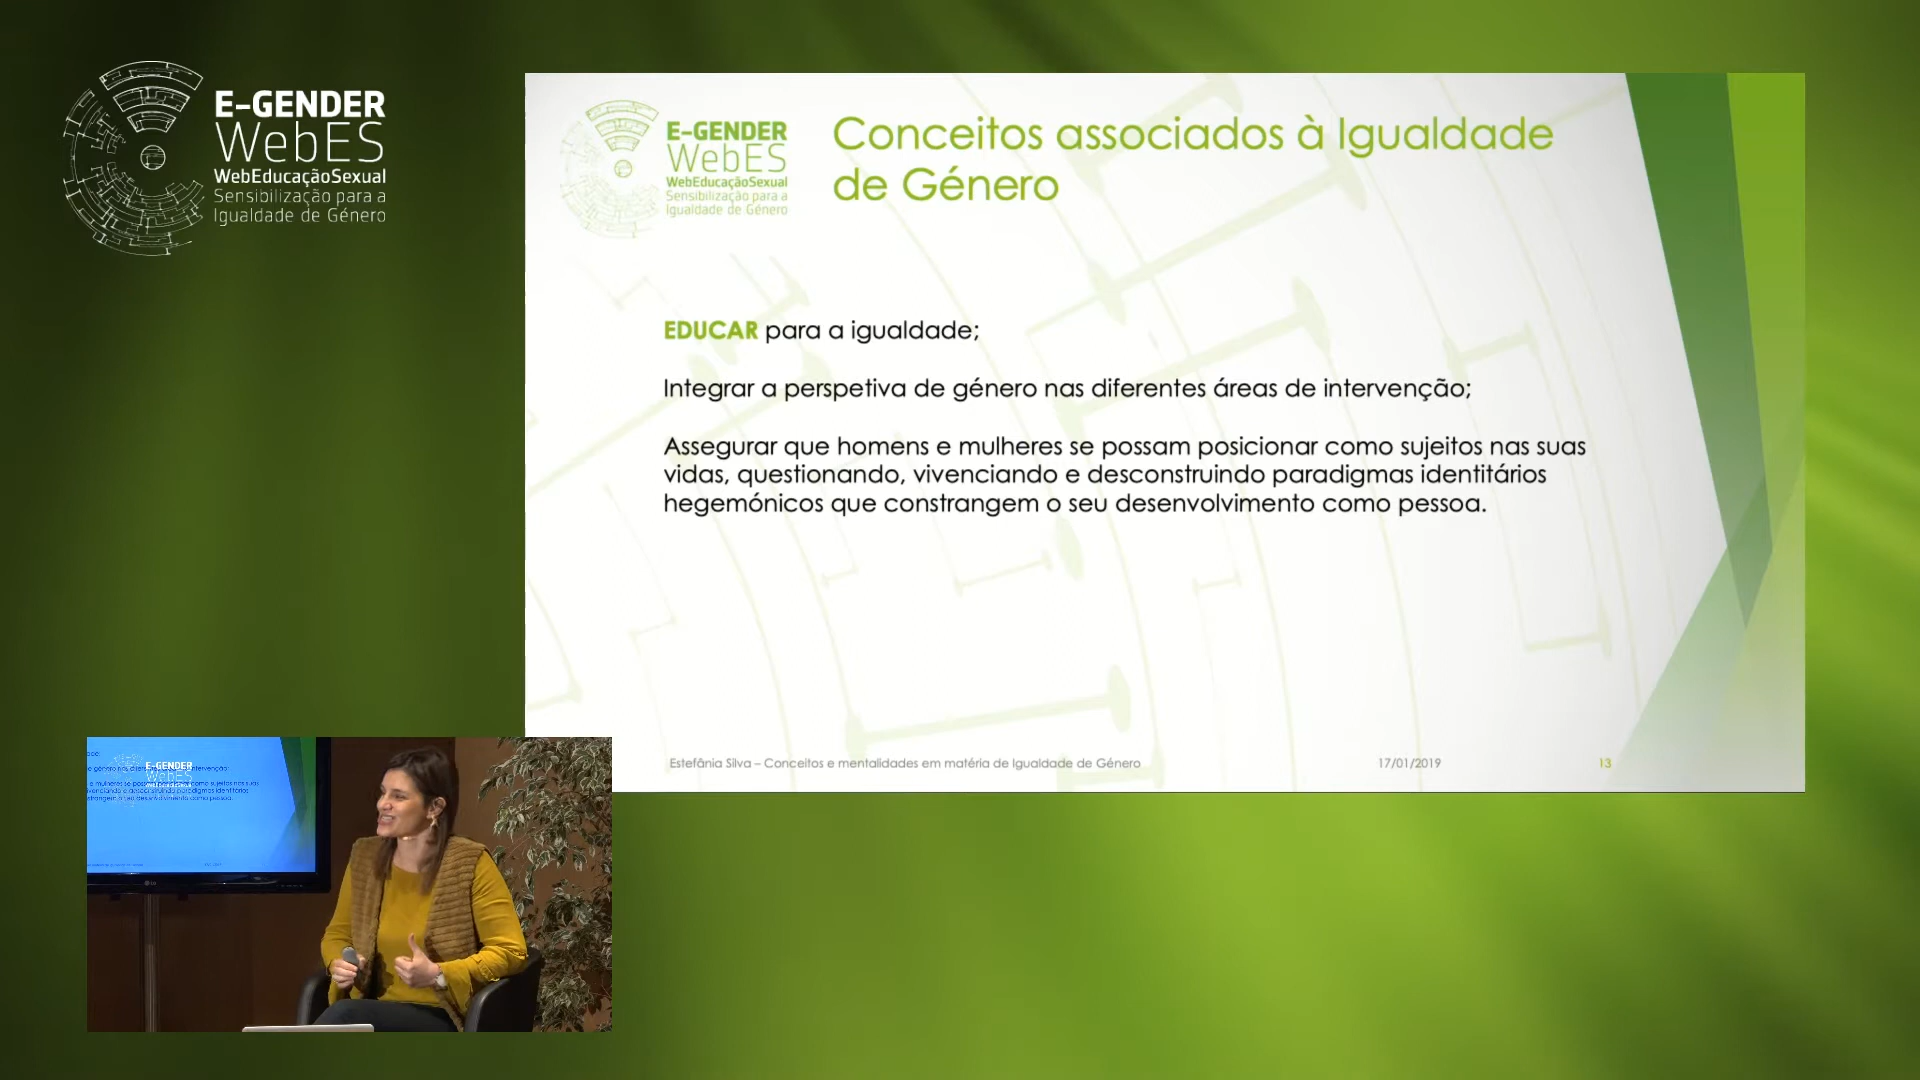 E-GENDER
WebES
WebEducaçãoSexual
Sensibilização para a
Igualdade de Género
E-GENDER
WebES
WebEducaçãoSexual
Sensibilização para a
Igualdade de Género
Conceitos associados à Igualdade
de Género
EDUCAR para a igualdade;
Integrar a perspetiva de género nas diferentes áreas de intervenção;
Assegurar que homens e mulheres se possam posicionar como sujeitos nas suas
vidas, questionando, vivenciando e desconstruindo paradigmas identitários
hegemónicos que constrangem o seu desenvolvimento como pessoa.
Estefânia Silva – Conceitos e mentalidades em matéria de Igualdade de Género
17/01/2019
13
E-GENDER
WebES
LG